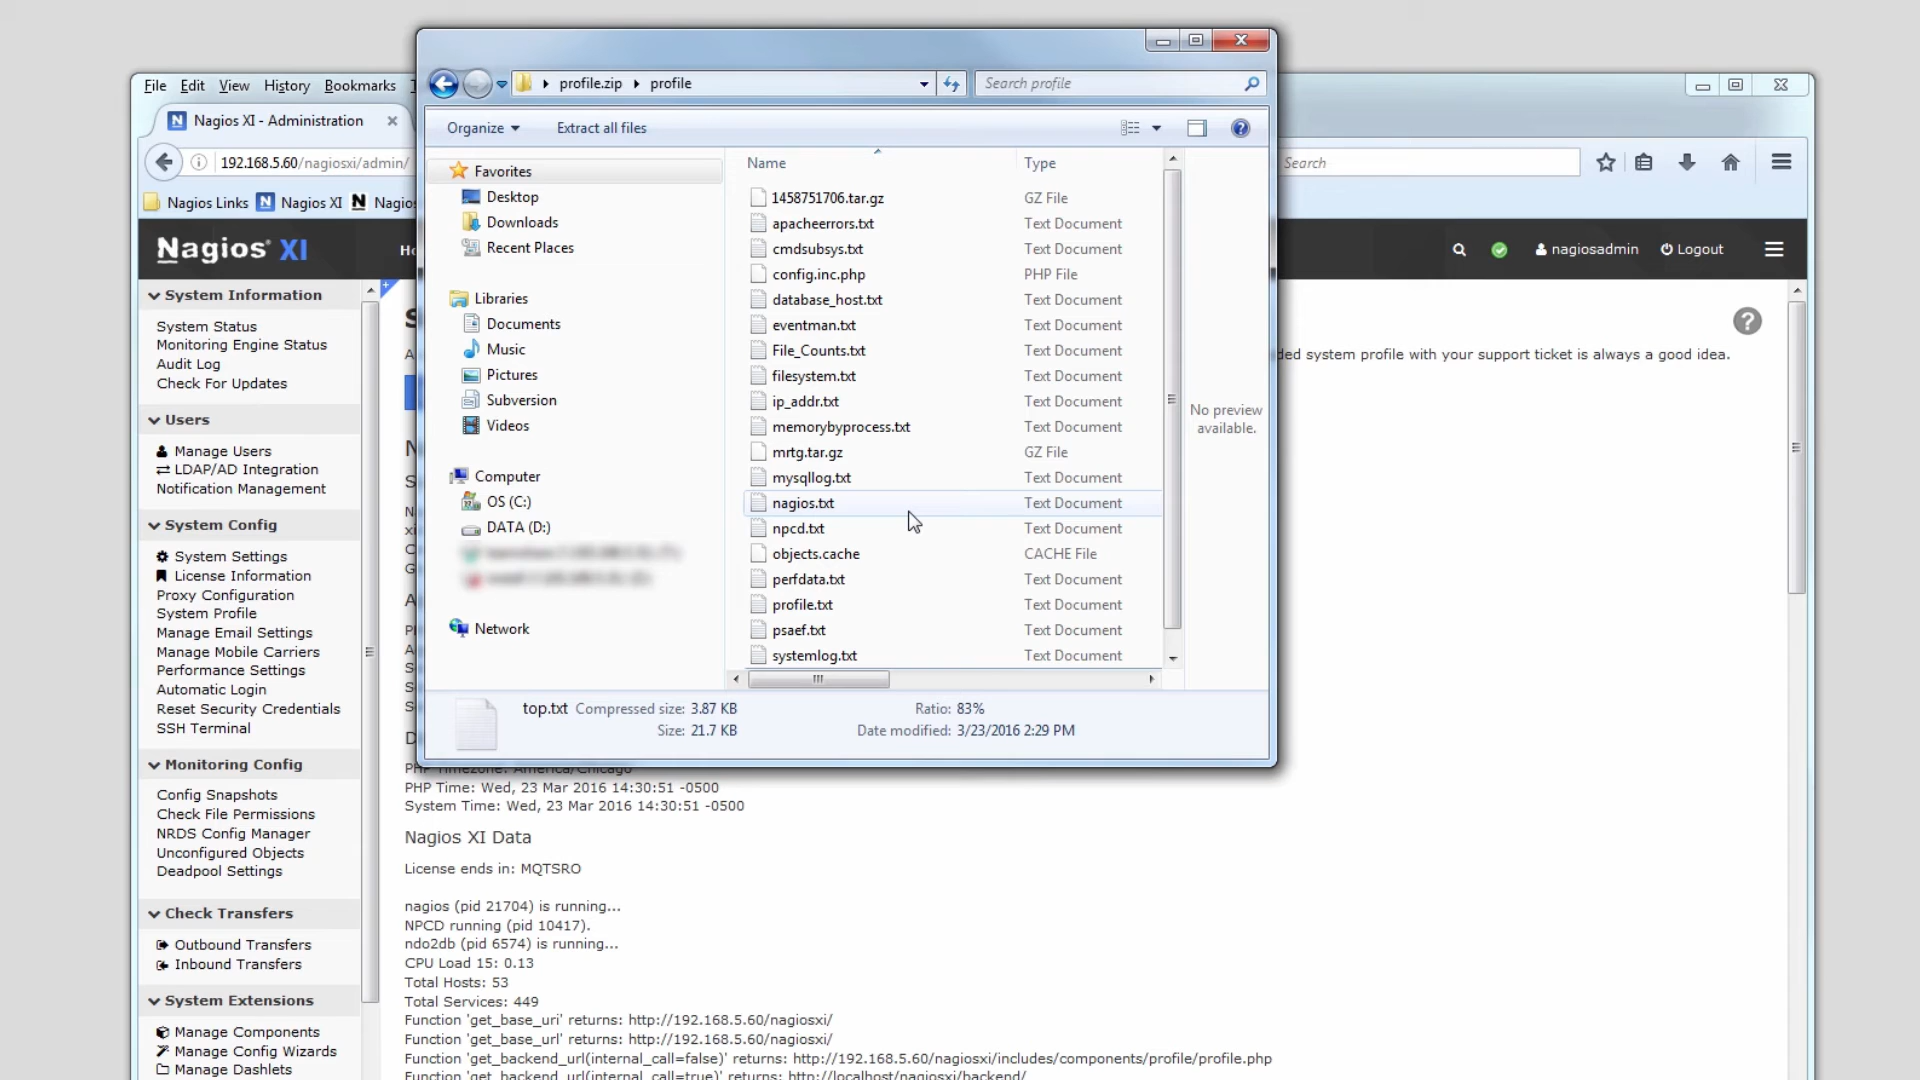 profile.zip
profile
Search profile
Organize
Extract all files
Favorites
Desktop
Downloads
Recent Places
Libraries
Documents
Music
Pictures
Subversion
Videos
Computer
OS (C:)
DATA (D:)
Network
Name Type
1458751706.tar.gz GZ File
apacheerrors.txt Text Document
cmdsubsys.txt Text Document
config.inc.php PHP File
database_host.txt Text Document
eventman.txt Text Document
File_Counts.txt Text Document
filesystem.txt Text Document
ip_addr.txt Text Document
memorybyprocess.txt Text Document
mrtg.tar.gz GZ File
mysqllog.txt Text Document
nagios.txt Text Document
npcd.txt Text Document
objects.cache CACHE File
perfdata.txt Text Document
profile.txt Text Document
psaef.txt Text Document
systemlog.txt Text Document
No preview
available.
top.txt Compressed size: 3.87 KB Ratio: 83%
Size: 21.7 KB Date modified: 3/23/2016 2:29 PM
File Edit View History Bookmarks
Nagios XI - Administration
192.168.5.60/nagiosxi/admin/
Search
Nagios Links Nagios XI Nagios
Nagios® XI
nagiosadmin Logout
System Information
System Status
Monitoring Engine Status
Audit Log
Check For Updates
Users
Manage Users
LDAP/AD Integration
Notification Management
System Config
System Settings
License Information
Proxy Configuration
System Profile
Manage Email Settings
Manage Mobile Carriers
Performance Settings
Automatic Login
Reset Security Credentials
SSH Terminal
Monitoring Config
Config Snapshots
Check File Permissions
NRDS Config Manager
Unconfigured Objects
Deadpool Settings
Check Transfers
Outbound Transfers
Inbound Transfers
System Extensions
Manage Components
Manage Config Wizards
Manage Dashlets
ded system profile with your support ticket is always a good idea.
PHP Timezone: America/Chicago
PHP Time: Wed, 23 Mar 2016 14:30:51 -0500
System Time: Wed, 23 Mar 2016 14:30:51 -0500
Nagios XI Data
License ends in: MQTSRO
nagios (pid 21704) is running...
NPCD running (pid 10417).
ndo2db (pid 6574) is running...
CPU Load 15: 0.13
Total Hosts: 53
Total Services: 449
Function 'get_base_uri' returns: http://192.168.5.60/nagiosxi/
Function 'get_base_url' returns: http://192.168.5.60/nagiosxi/
Function 'get_backend_url(internal_call=false)' returns: http://192.168.5.60/nagiosxi/includes/components/profile/profile.php
Function 'get_backend_url(internal_call=true)' returns: http://localhost/nagiosxi/backend/